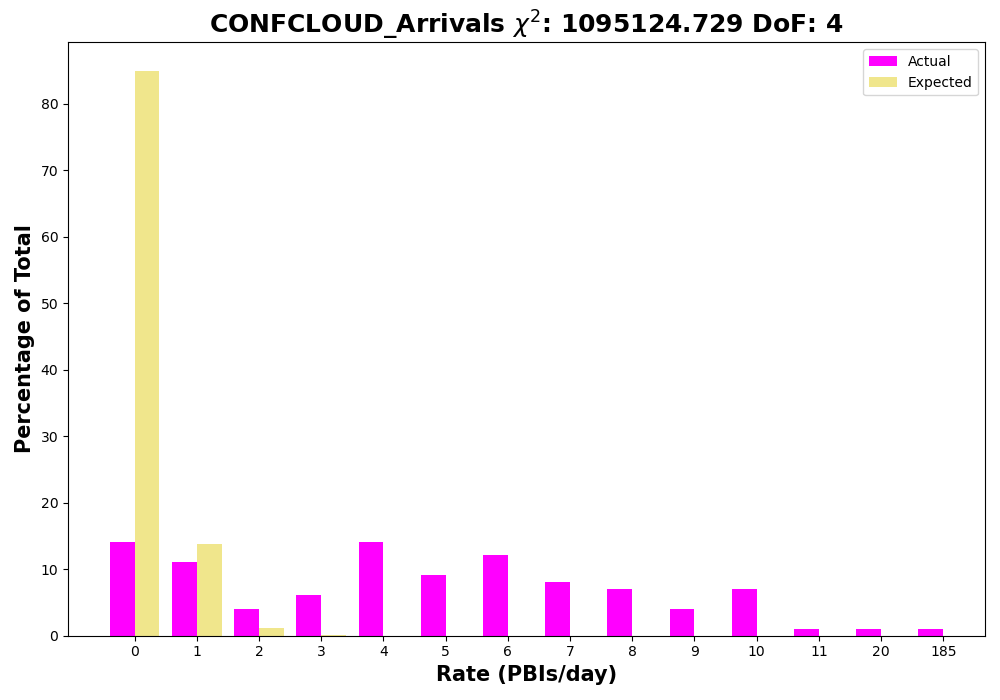 CONFCLOUD_Arrivals χ²: 1095124.729 DoF: 4
Actual
Expected
Percentage of Total
80
70
60
50
40
30
20
10
0
0 1 2 3 4 5 6 7 8 9 10 11 20 185
Rate (PBIs/day)